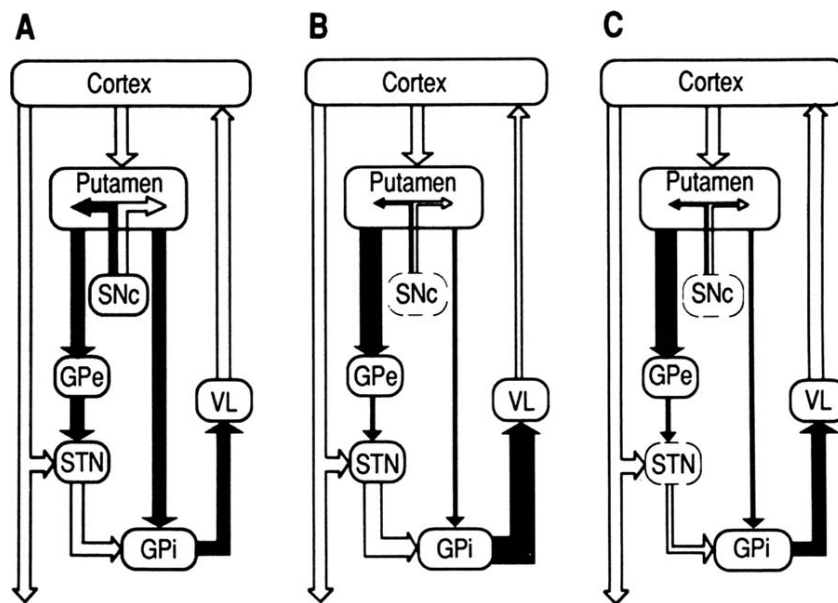 A
Cortex
Putamen
SNc
GPe
VL
STN
GPi
B
Cortex
Putamen
SNc
GPe
VL
STN
GPi
C
Cortex
Putamen
SNc
GPe
VL
STN
GPi